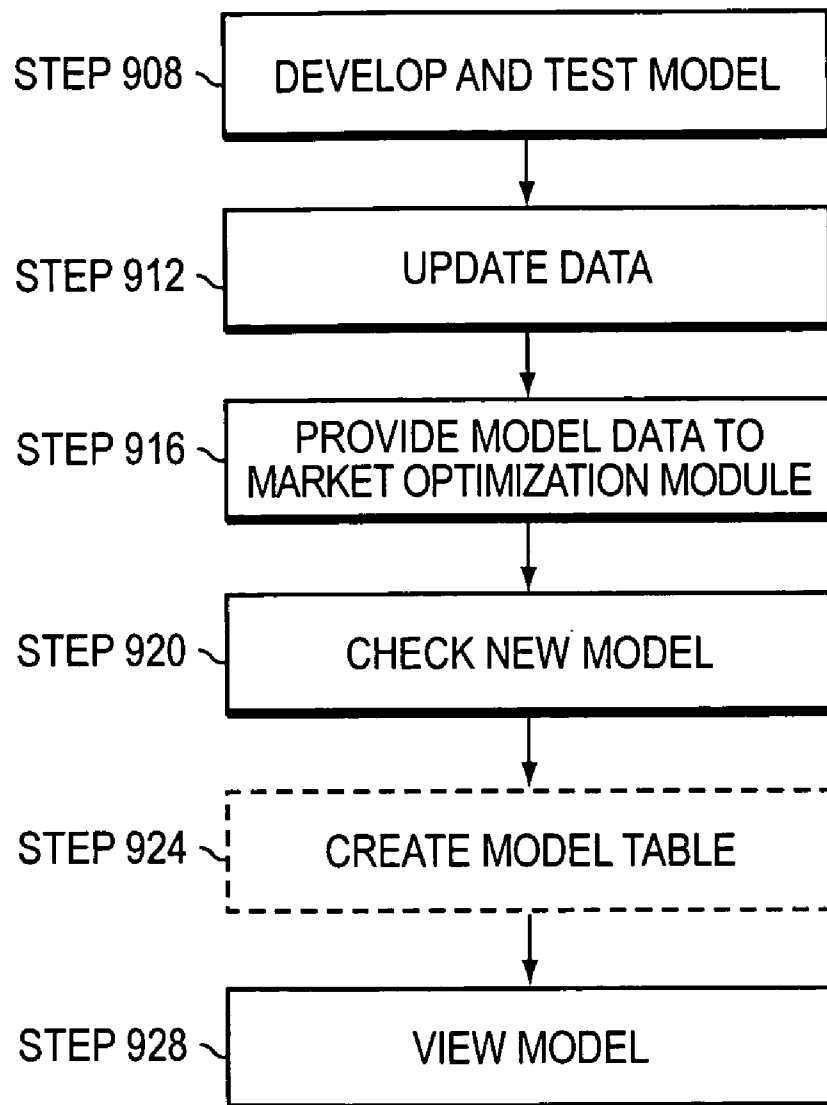 STEP 908
DEVELOP AND TEST MODEL
STEP 912
UPDATE DATA
STEP 916
PROVIDE MODEL DATA TO
MARKET OPTIMIZATION MODULE
STEP 920
CHECK NEW MODEL
STEP 924
CREATE MODEL TABLE
STEP 928
VIEW MODEL